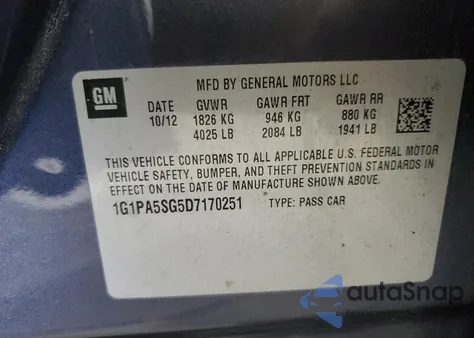 GM
MFD BY GENERAL MOTORS LLC
DATE GVWR GAWR FRT GAWR RR
10/12 1826 KG 946 KG 880 KG
4025 LB 2084 LB 1941 LB
THIS VEHICLE CONFORMS TO ALL APPLICABLE U.S. FEDERAL MOTOR
VEHICLE SAFETY, BUMPER, AND THEFT PREVENTION STANDARDS IN
EFFECT ON THE DATE OF MANUFACTURE SHOWN ABOVE.
1G1PA5SG5D7170251 TYPE: PASS CAR
autoSnap